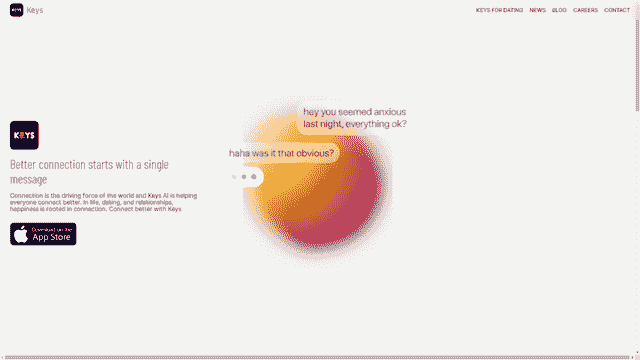 KEYS
Keys
KEYS FOR DATING
NEWS
BLOG
CAREERS
CONTACT
hey you seemed anxious
last night, everything ok?
haha was it that obvious?
KEYS
Better connection starts with a single
message
Connection is the driving force of the world and Keys AI is helping
everyone connect better. In life, dating, and relationships,
happiness is rooted in connection. Connect better with Keys
Download on the
App Store